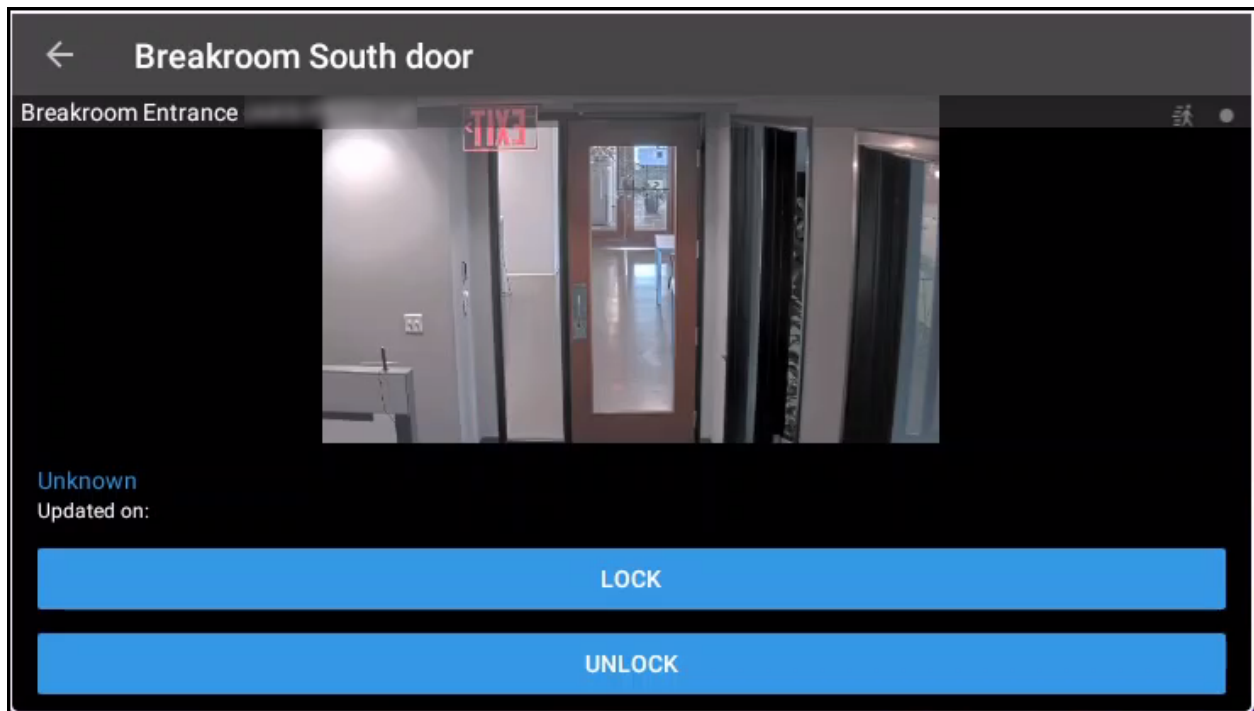 Breakroom South door
Breakroom Entrance
EXIT
Unknown
Updated on:
LOCK
UNLOCK